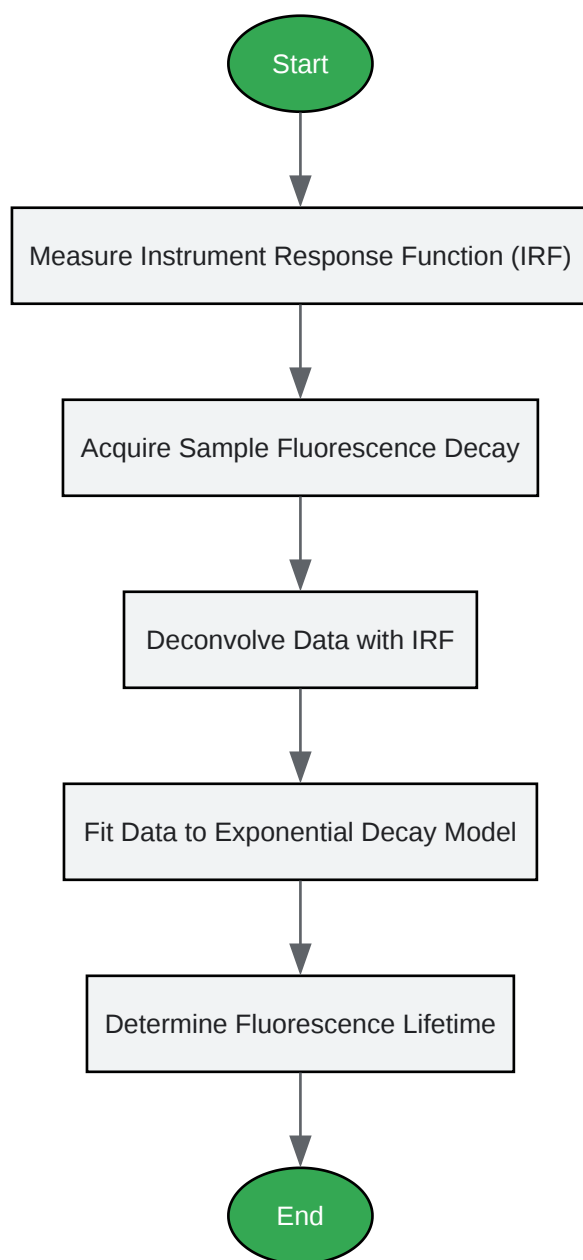 Start
Measure Instrument Response Function (IRF)
Acquire Sample Fluorescence Decay
Deconvolve Data with IRF
Fit Data to Exponential Decay Model
Determine Fluorescence Lifetime
End